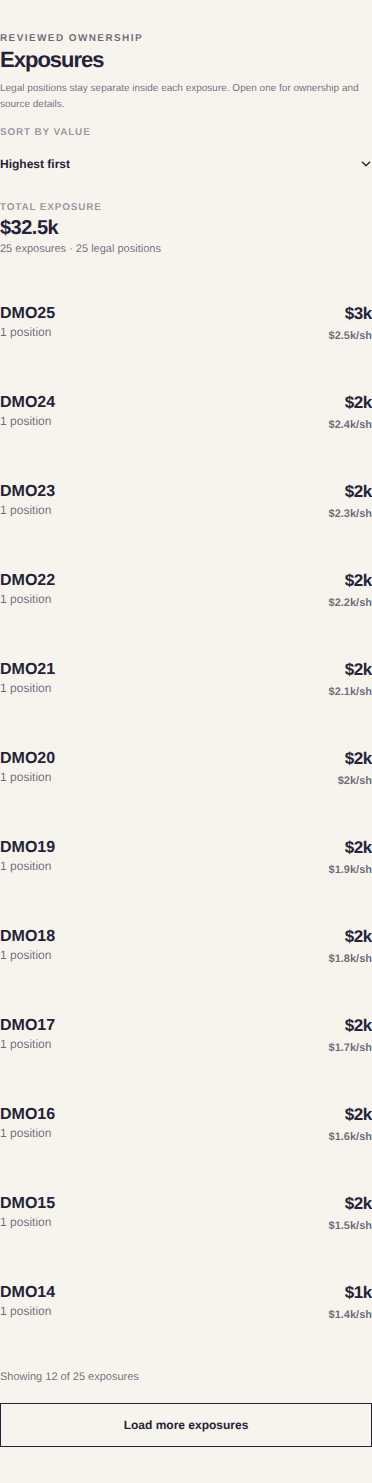 REVIEWED OWNERSHIP
Exposures
Legal positions stay separate inside each exposure. Open one for ownership and
source details.
SORT BY VALUE
Highest first
TOTAL EXPOSURE
$32.5k
25 exposures · 25 legal positions
DMO25 $3k
1 position $2.5k/sh
DMO24 $2k
1 position $2.4k/sh
DMO23 $2k
1 position $2.3k/sh
DMO22 $2k
1 position $2.2k/sh
DMO21 $2k
1 position $2.1k/sh
DMO20 $2k
1 position $2k/sh
DMO19 $2k
1 position $1.9k/sh
DMO18 $2k
1 position $1.8k/sh
DMO17 $2k
1 position $1.7k/sh
DMO16 $2k
1 position $1.6k/sh
DMO15 $2k
1 position $1.5k/sh
DMO14 $1k
1 position $1.4k/sh
Showing 12 of 25 exposures
Load more exposures